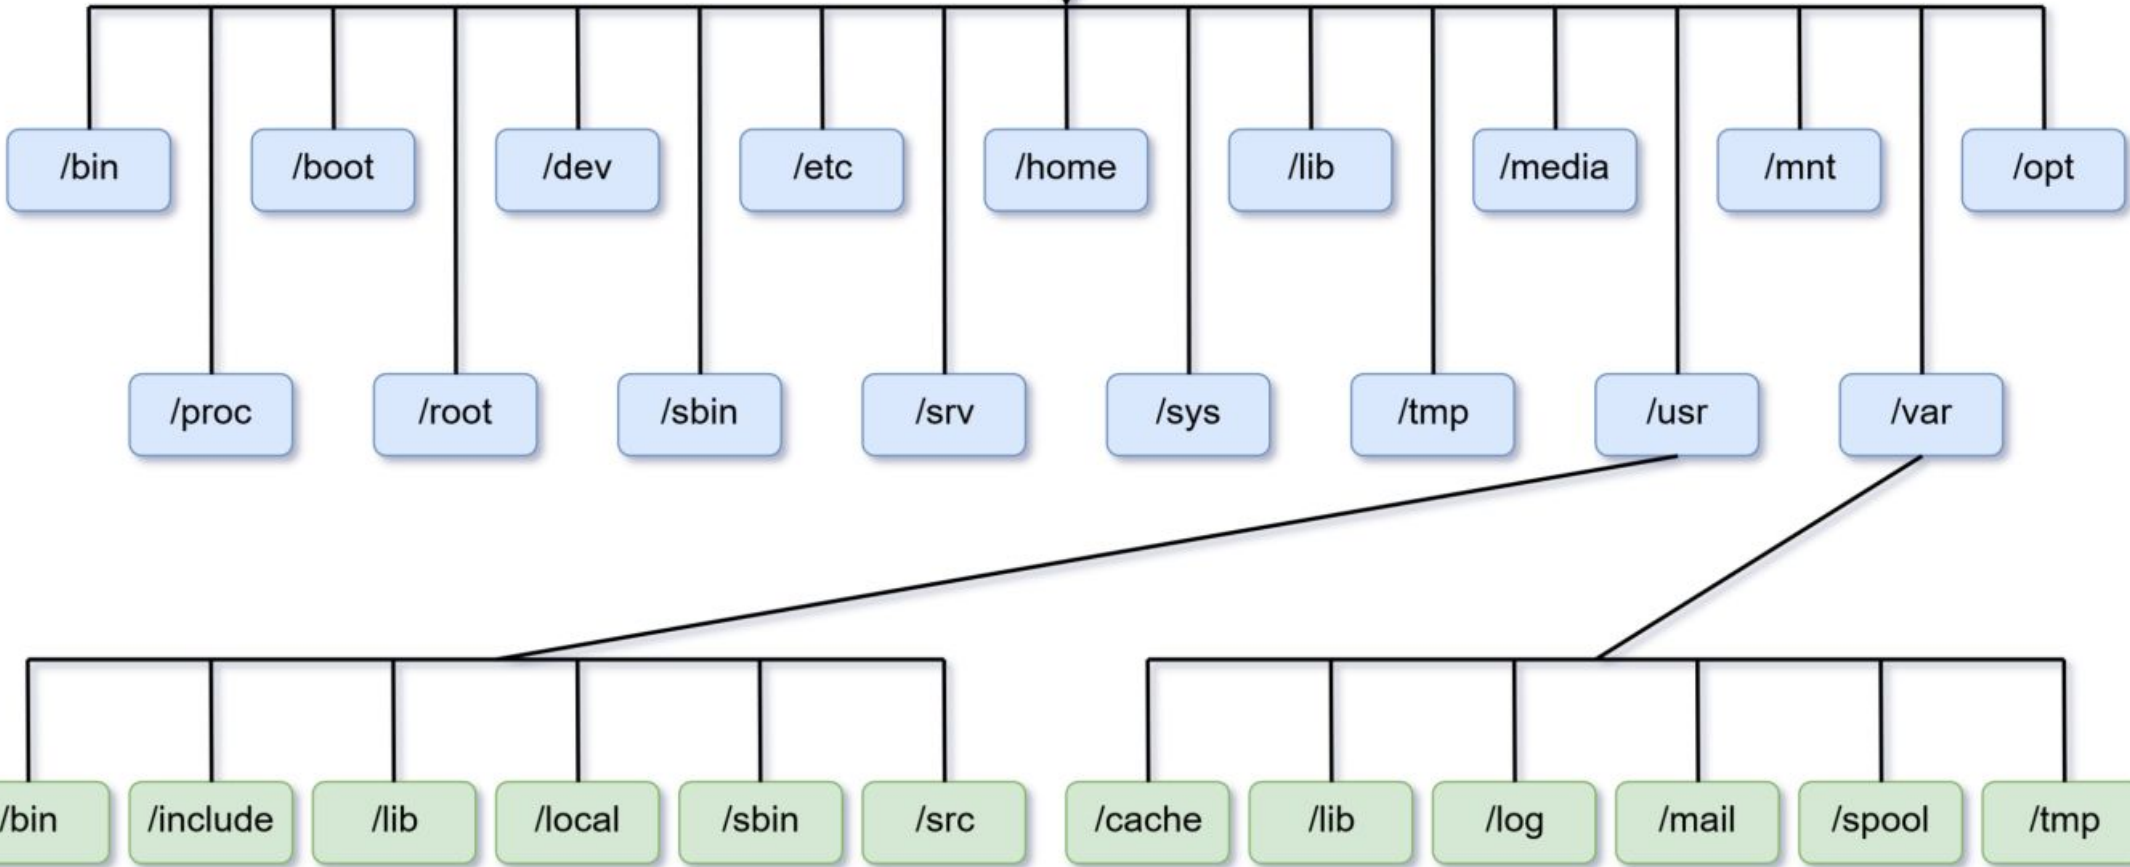 /bin
/boot
/dev
/etc
/home
/lib
/media
/mnt
/opt
/proc
/root
/sbin
/srv
/sys
/tmp
/usr
/var
/bin
/include
/lib
/local
/sbin
/src
/cache
/lib
/log
/mail
/spool
/tmp